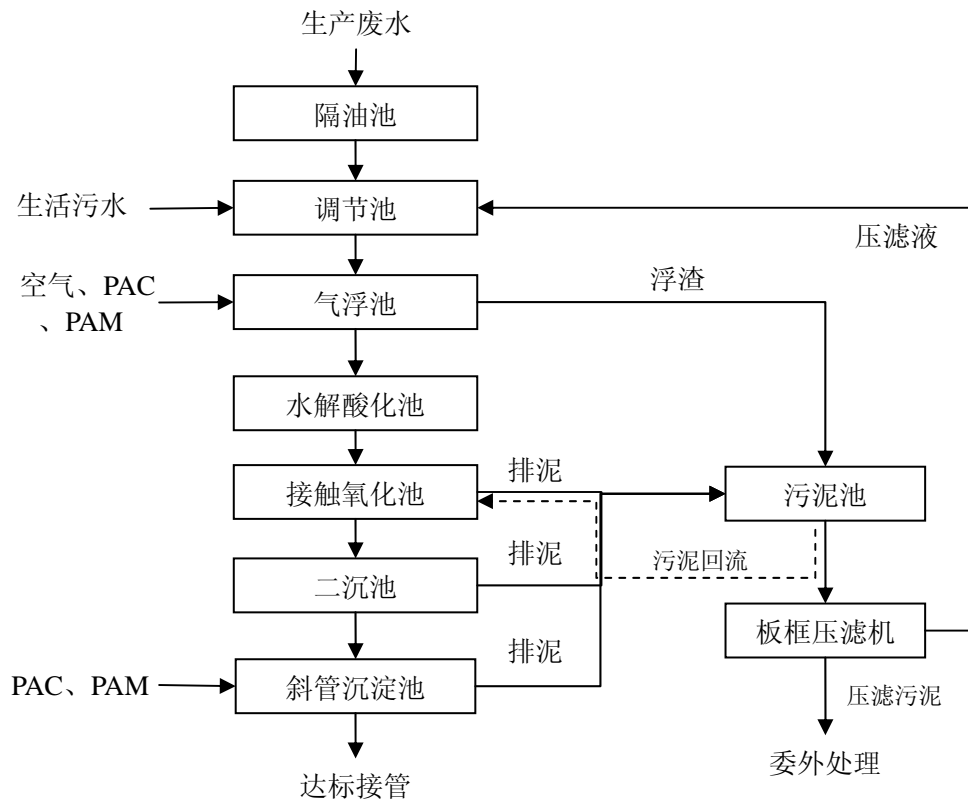 生产废水
隔油池
生活污水
调节池
压滤液
空气、PAC
、PAM
气浮池
浮渣
水解酸化池
接触氧化池
排泥
污泥池
排泥
污泥回流
二沉池
板框压滤机
排泥
PAC、PAM
斜管沉淀池
压滤污泥
达标接管
委外处理